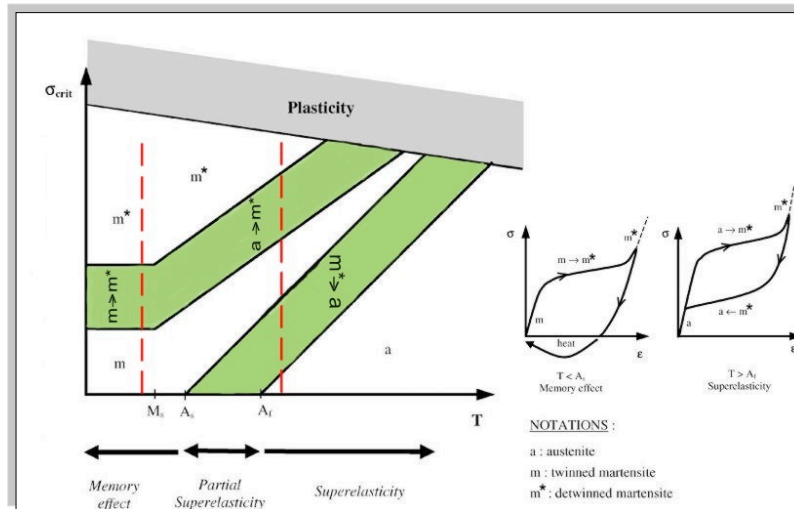 σcrit
Plasticity
m*
m*
m→m*
a→m*
m*→a
m
a
Ms
As
Af
T
Memory effect
Partial Superelasticity
Superelasticity
σ
m → m*
m*
m
heat
ε
T < As
Memory effect
σ
a → m*
m*
a ← m*
a
ε
T > Af
Superelasticity
NOTATIONS :
a : austenite
m : twinned martensite
m* : detwinned martensite